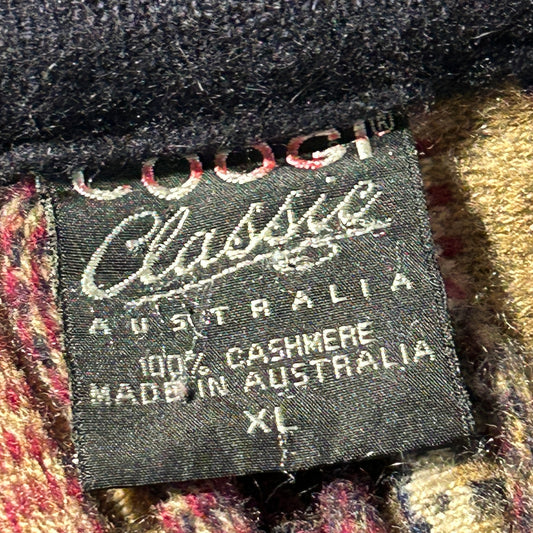 COOGI®
Classic
AUSTRALIA
100% CASHMERE
MADE IN AUSTRALIA
XL